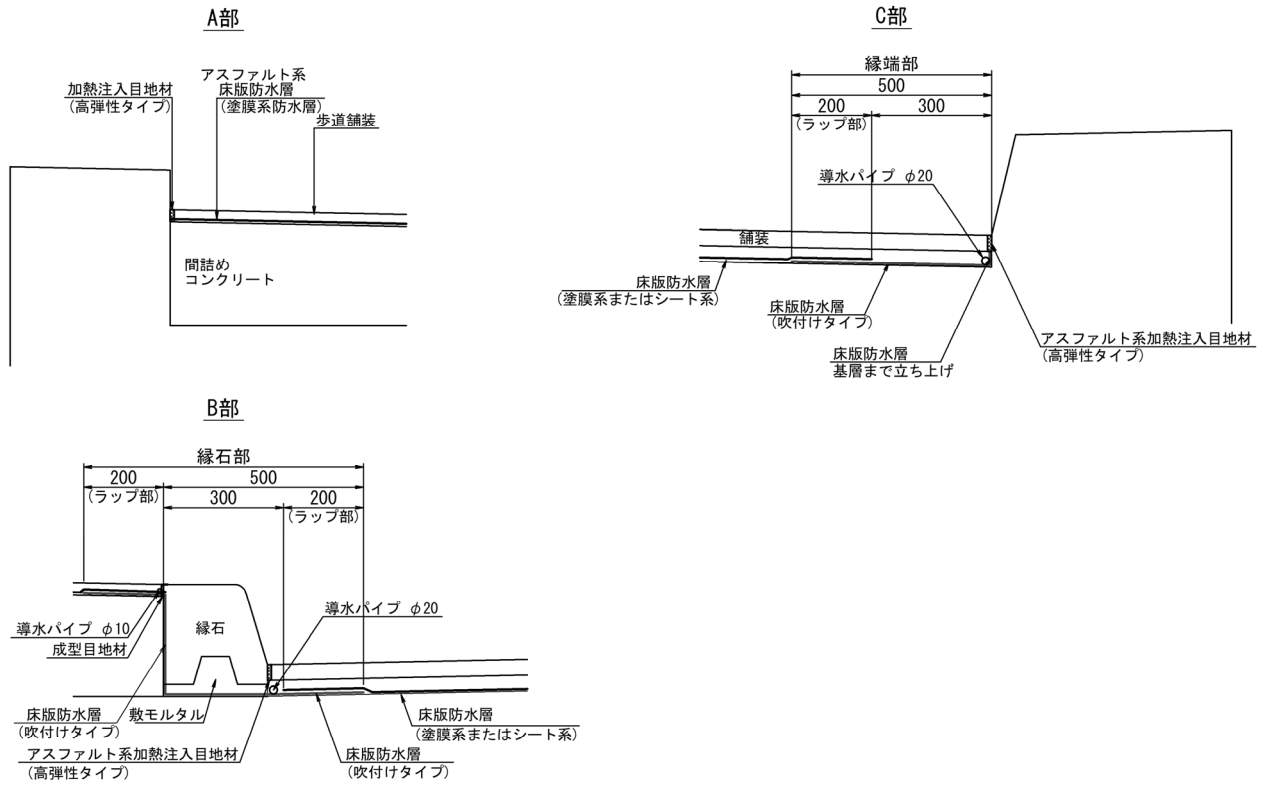 A部
アスファルト系
床版防水層
(塗膜系防水層)
加熱注入目地材
(高弾性タイプ)
歩道舗装
間詰め
コンクリート
C部
縁端部
500
200
300
(ラップ部)
導水パイプ φ20
舗装
床版防水層
(塗膜系またはシート系)
床版防水層
(吹付けタイプ)
床版防水層
基層まで立ち上げ
アスファルト系加熱注入目地材
(高弾性タイプ)
B部
縁石部
200
500
(ラップ部)
300
200
(ラップ部)
導水パイプ φ20
導水パイプ φ10
成型目地材
縁石
床版防水層
(吹付けタイプ)
敷モルタル
アスファルト系加熱注入目地材
(高弾性タイプ)
床版防水層
(塗膜系またはシート系)
床版防水層
(吹付けタイプ)